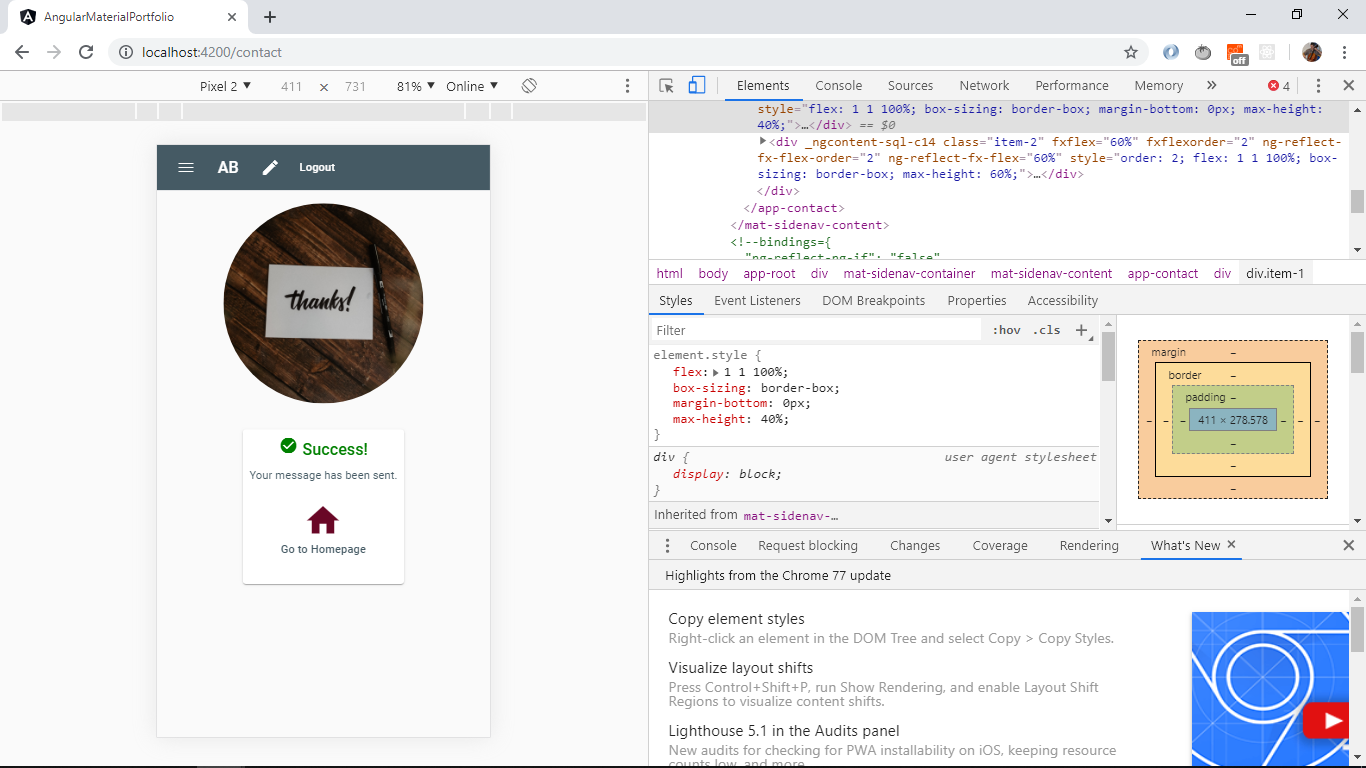 AngularMaterialPortfolio
localhost:4200/contact
off
Pixel 2 ▼ 411 × 731 81% ▼ Online ▼
Elements Console Sources Network Performance Memory » 4
AB Logout
thanks!
Success!
Your message has been sent.
Go to Homepage
style="flex: 1 1 100%; box-sizing: border-box; margin-bottom: 0px; max-height:
40%;">…</div> == $0
<div _ngcontent-sql-c14 class="item-2" fxflex="60%" fxflexorder="2" ng-reflect-
fx-flex-order="2" ng-reflect-fx-flex="60%" style="order: 2; flex: 1 1 100%; box-
sizing: border-box; max-height: 60%;">…</div>
</div>
</app-contact>
</mat-sidenav-content>
<!--bindings={
"ng-reflect-ng-if": "false"
html body app-root div mat-sidenav-container mat-sidenav-content app-contact div div.item-1
Styles Event Listeners DOM Breakpoints Properties Accessibility
Filter :hov .cls +
element.style {
flex: 1 1 100%;
box-sizing: border-box;
margin-bottom: 0px;
max-height: 40%;
}
div { user agent stylesheet
display: block;
}
Inherited from mat-sidenav-…
margin –
border –
padding –
– – – 411 × 278.578 – – –
–
–
–
Console Request blocking Changes Coverage Rendering What's New ×
Highlights from the Chrome 77 update
Copy element styles
Right-click an element in the DOM Tree and select Copy > Copy Styles.
Visualize layout shifts
Press Control+Shift+P, run Show Rendering, and enable Layout Shift
Regions to visualize content shifts.
Lighthouse 5.1 in the Audits panel
New audits for checking for PWA installability on iOS, keeping resource
counts low, and more.